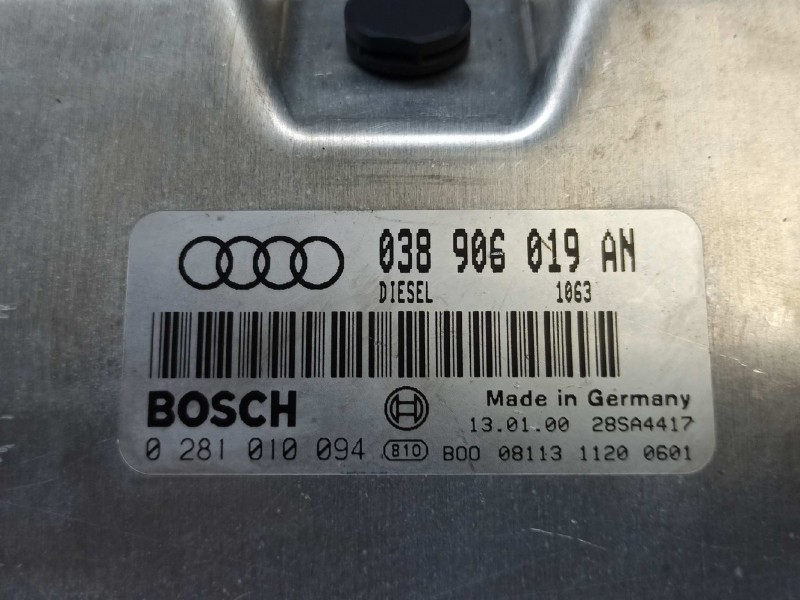 038 906 019 AN
DIESEL 1063
BOSCH
Made in Germany
13.01.00 28SA4417
0 281 010 094 810 B00 08113 1120 0601